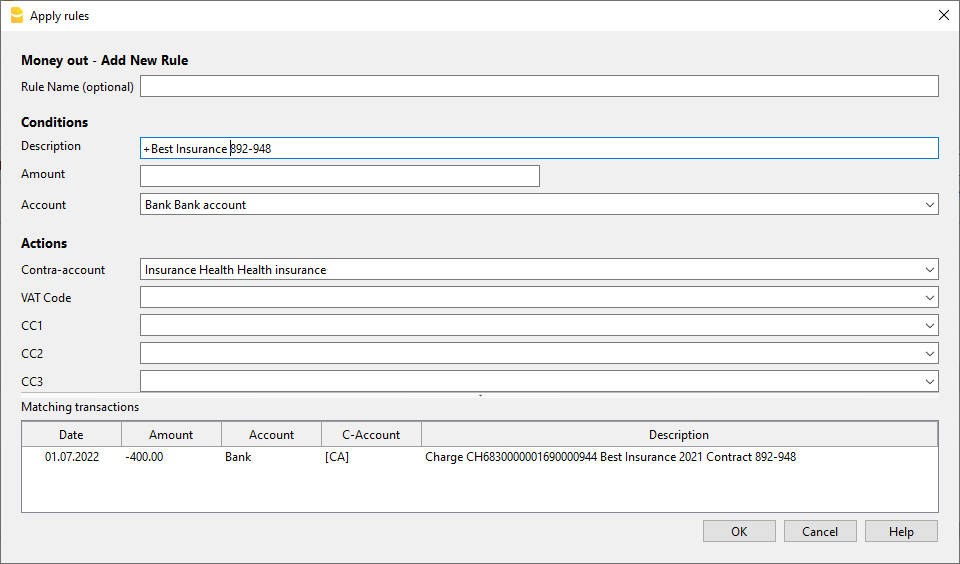 Apply rules
Money out - Add New Rule
Rule Name (optional)
Conditions
Description +Best Insurance 892-948
Amount
Account Bank Bank account
Actions
Contra-account Insurance Health Health insurance
VAT Code
CC1
CC2
CC3
Matching transactions
Date Amount Account C-Account Description
01.07.2022 -400.00 Bank [CA] Charge CH6830000001690000944 Best Insurance 2021 Contract 892-948
OK Cancel Help